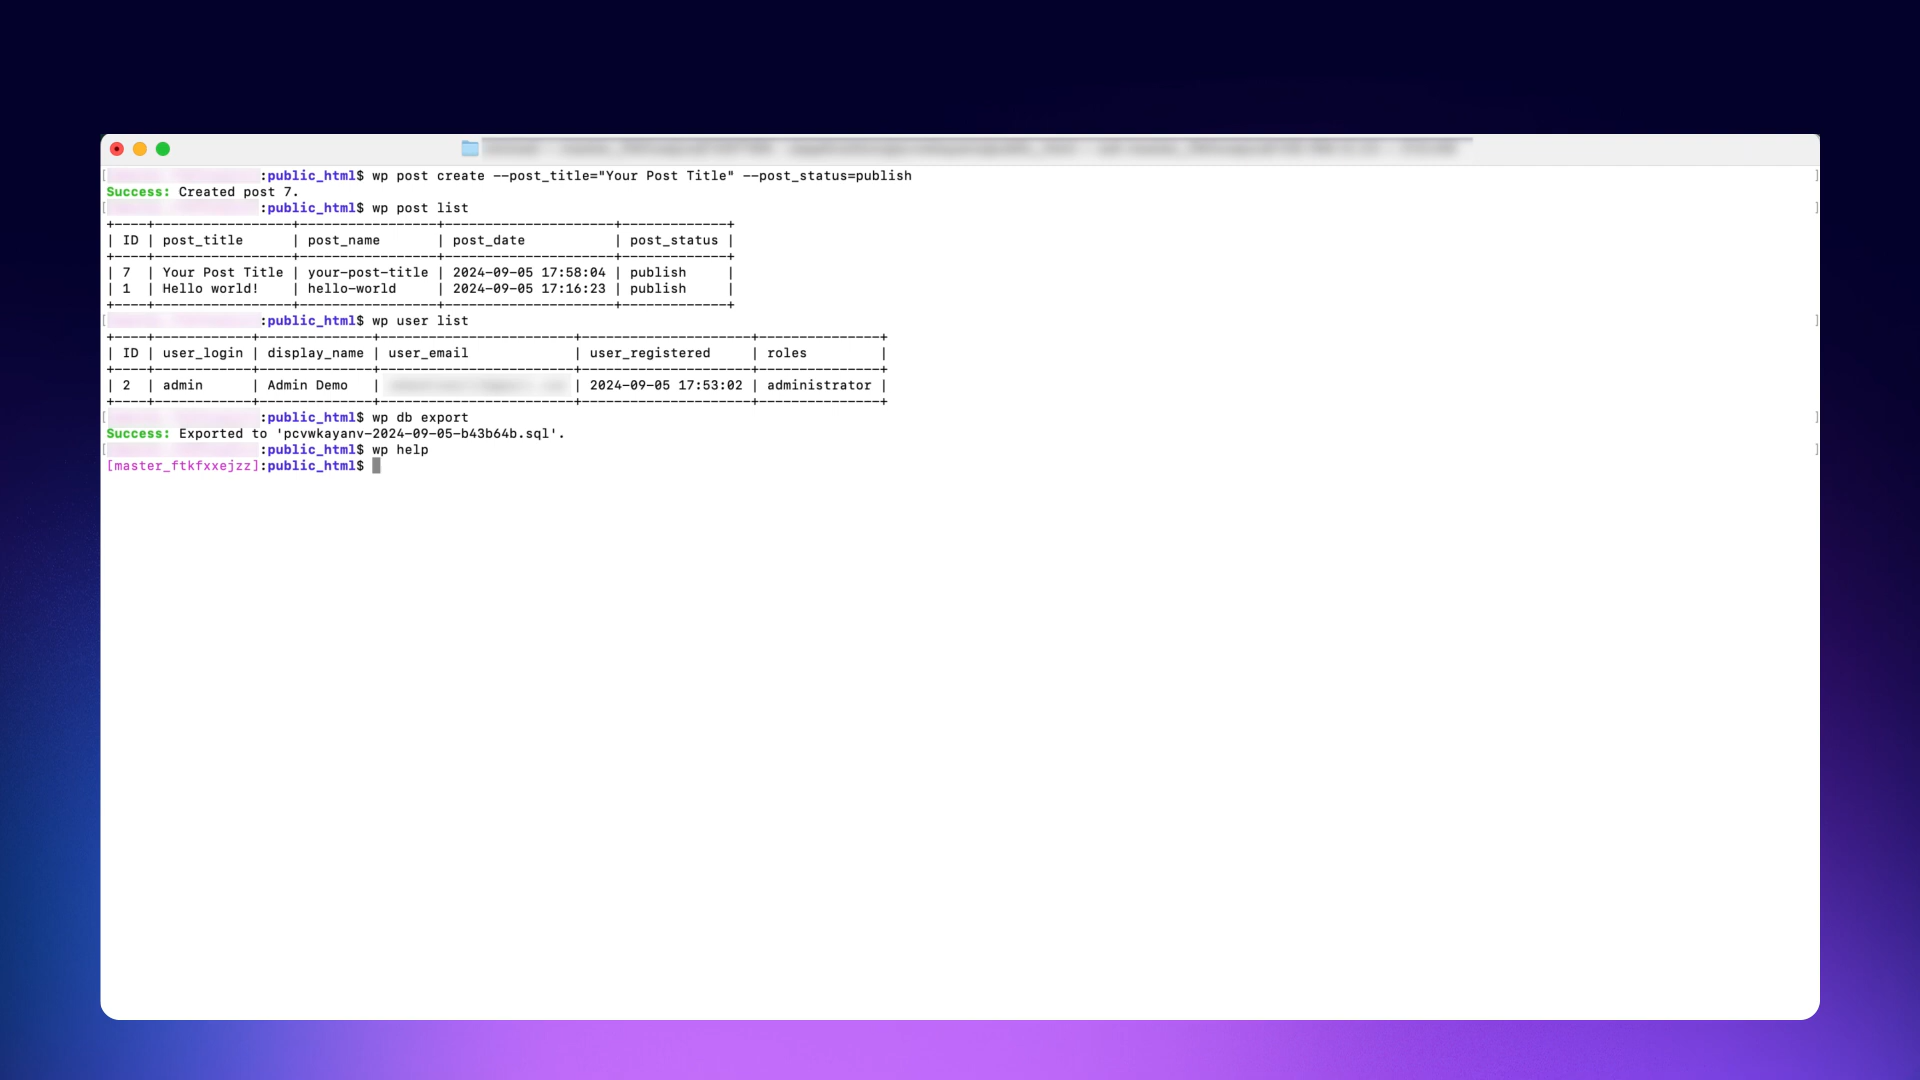 :public_html$ wp post create --post_title="Your Post Title" --post_status=publish
Success: Created post 7.
:public_html$ wp post list
+----+-----------------+-----------------+---------------------+-------------+
| ID | post_title      | post_name       | post_date           | post_status |
+----+-----------------+-----------------+---------------------+-------------+
| 7  | Your Post Title | your-post-title | 2024-09-05 17:58:04 | publish     |
| 1  | Hello world!    | hello-world     | 2024-09-05 17:16:23 | publish     |
+----+-----------------+-----------------+---------------------+-------------+
:public_html$ wp user list
+----+------------+--------------+------------------------+---------------------+---------------+
| ID | user_login | display_name | user_email             | user_registered     | roles         |
+----+------------+--------------+------------------------+---------------------+---------------+
| 2  | admin      | Admin Demo   |                        | 2024-09-05 17:53:02 | administrator |
+----+------------+--------------+------------------------+---------------------+---------------+
:public_html$ wp db export
Success: Exported to 'pcvwkayanv-2024-09-05-b43b64b.sql'.
:public_html$ wp help
[master_ftkfxxejzz]:public_html$